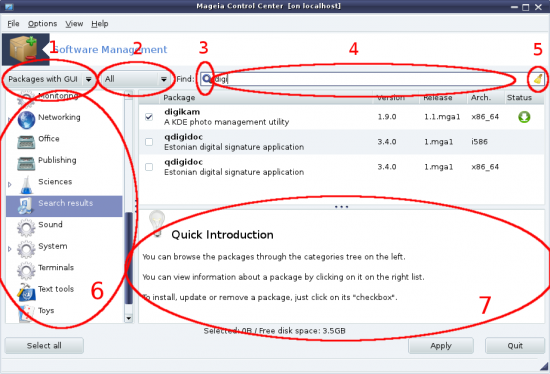 Mageia Control Center [on localhost]
File Options View Help
Software Management
1 2 3 4 5
Packages with GUI All Find: digi
Monitoring
Networking
Office
Publishing
Sciences
Search results
Sound
System
Terminals
Text tools
Toys
6
Package Version Release Arch. Status
digikam
A KDE photo management utility 1.9.0 1.1.mga1 x86_64
qdigidoc
Estonian digital signature application 3.4.0 1.mga1 i586
qdigidoc
Estonian digital signature application 3.4.0 1.mga1 x86_64
Quick Introduction
You can browse the packages through the categories tree on the left.
You can view information about a package by clicking on it on the right list.
To install, update or remove a package, just click on its "checkbox".
7
Selected: 0B / Free disk space: 3.5GB
Select all Apply Quit